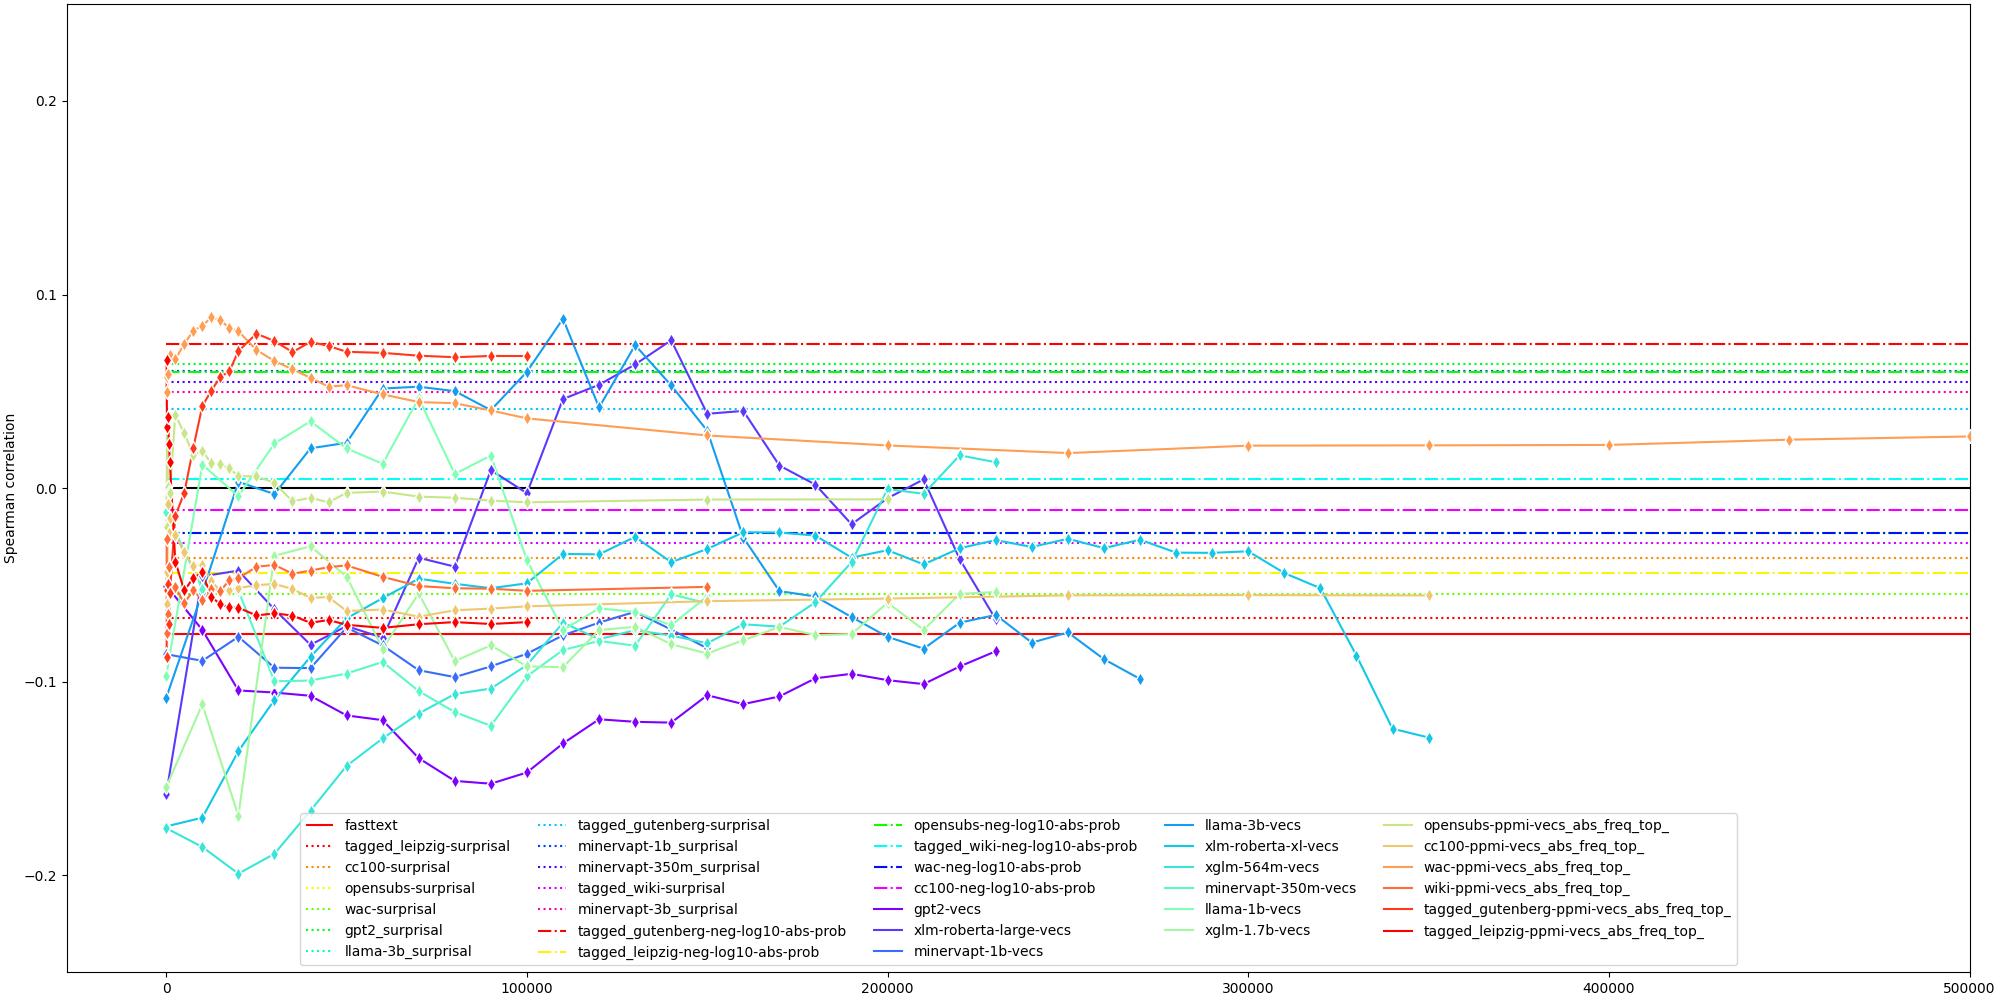 0.2
0.1
0.0
−0.1
−0.2
Spearman correlation
fasttext
tagged_leipzig-surprisal
cc100-surprisal
opensubs-surprisal
wac-surprisal
gpt2_surprisal
llama-3b_surprisal
tagged_gutenberg-surprisal
minervapt-1b_surprisal
minervapt-350m_surprisal
tagged_wiki-surprisal
minervapt-3b_surprisal
tagged_gutenberg-neg-log10-abs-prob
tagged_leipzig-neg-log10-abs-prob
opensubs-neg-log10-abs-prob
tagged_wiki-neg-log10-abs-prob
wac-neg-log10-abs-prob
cc100-neg-log10-abs-prob
gpt2-vecs
xlm-roberta-large-vecs
minervapt-1b-vecs
llama-3b-vecs
xlm-roberta-xl-vecs
xglm-564m-vecs
minervapt-350m-vecs
llama-1b-vecs
xglm-1.7b-vecs
opensubs-ppmi-vecs_abs_freq_top_
cc100-ppmi-vecs_abs_freq_top_
wac-ppmi-vecs_abs_freq_top_
wiki-ppmi-vecs_abs_freq_top_
tagged_gutenberg-ppmi-vecs_abs_freq_top_
tagged_leipzig-ppmi-vecs_abs_freq_top_
0 100000 200000 300000 400000 500000